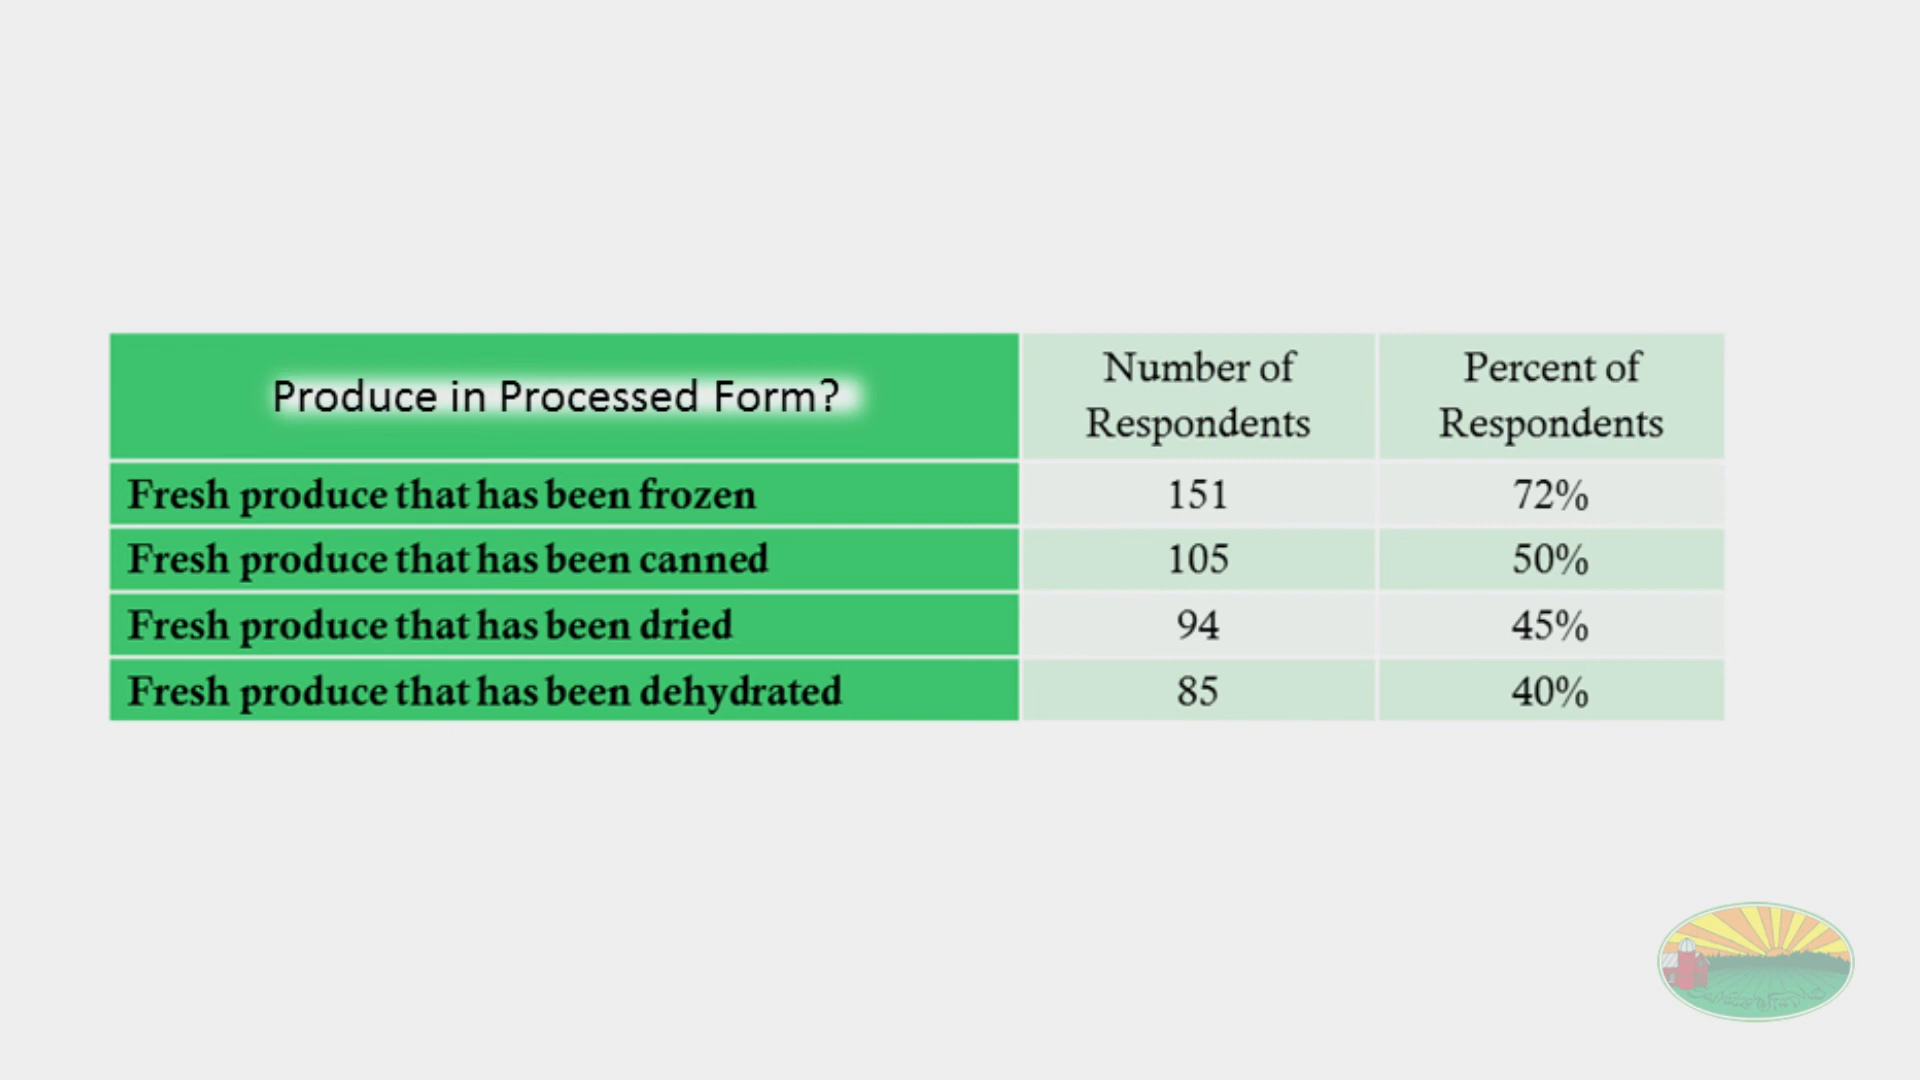 Produce in Processed Form?
Number of
Respondents
Percent of
Respondents
Fresh produce that has been frozen
151
72%
Fresh produce that has been canned
105
50%
Fresh produce that has been dried
94
45%
Fresh produce that has been dehydrated
85
40%